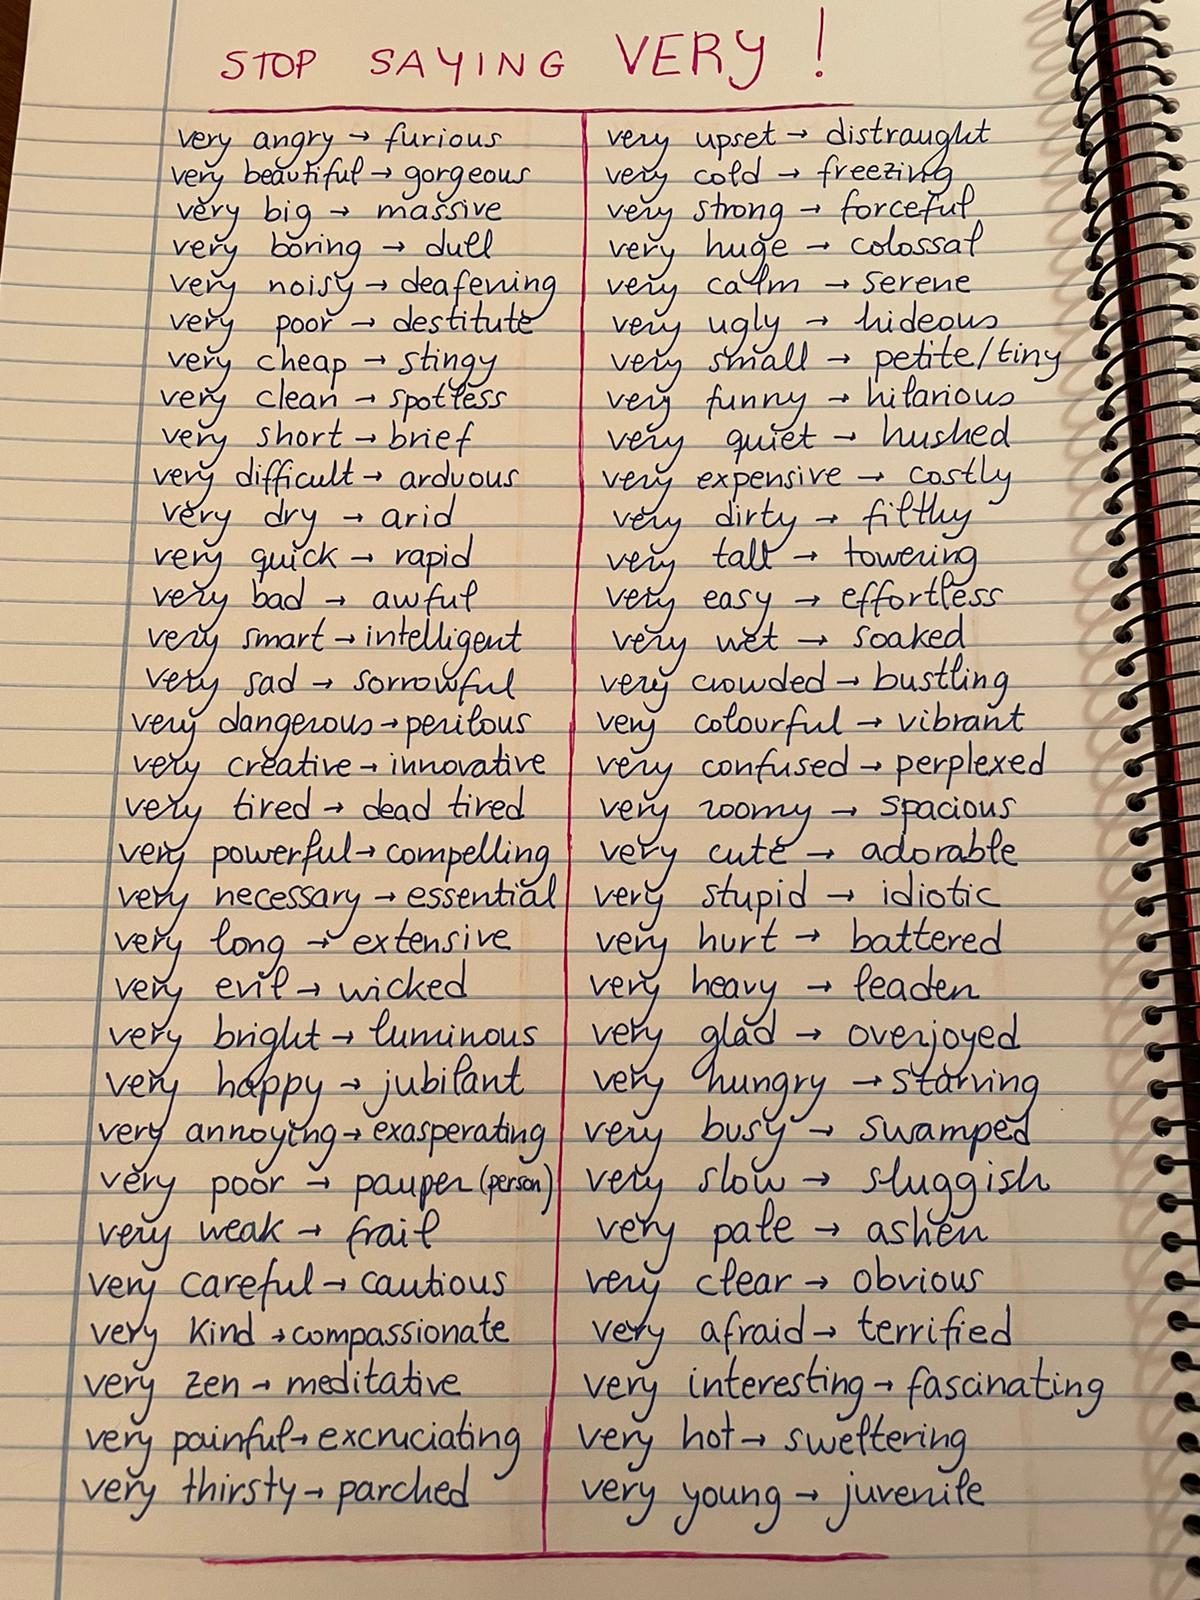 STOP SAYING VERY!
very angry → furious
very beautiful → gorgeous
very big → massive
very boring → dull
very noisy → deafening
very poor → destitute
very cheap → stingy
very clean → spotless
very short → brief
very difficult → arduous
very dry → arid
very quick → rapid
very bad → awful
very smart → intelligent
very sad → sorrowful
very dangerous → perilous
very creative → innovative
very tired → dead tired
very powerful → compelling
very necessary → essential
very long → extensive
very evil → wicked
very bright → luminous
very happy → jubilant
very annoying → exasperating
very poor → pauper (person)
very weak → frail
very careful → cautious
very kind → compassionate
very zen → meditative
very painful → excruciating
very thirsty → parched
very upset → distraught
very cold → freezing
very strong → forceful
very huge → colossal
very calm → serene
very ugly → hideous
very small → petite/tiny
very funny → hilarious
very quiet → hushed
very expensive → costly
very dirty → filthy
very tall → towering
very easy → effortless
very wet → soaked
very crowded → bustling
very colourful → vibrant
very confused → perplexed
very roomy → spacious
very cute → adorable
very stupid → idiotic
very hurt → battered
very heavy → leaden
very glad → overjoyed
very hungry → starving
very busy → swamped
very slow → sluggish
very pale → ashen
very clear → obvious
very afraid → terrified
very interesting → fascinating
very hot → sweltering
very young → juvenile